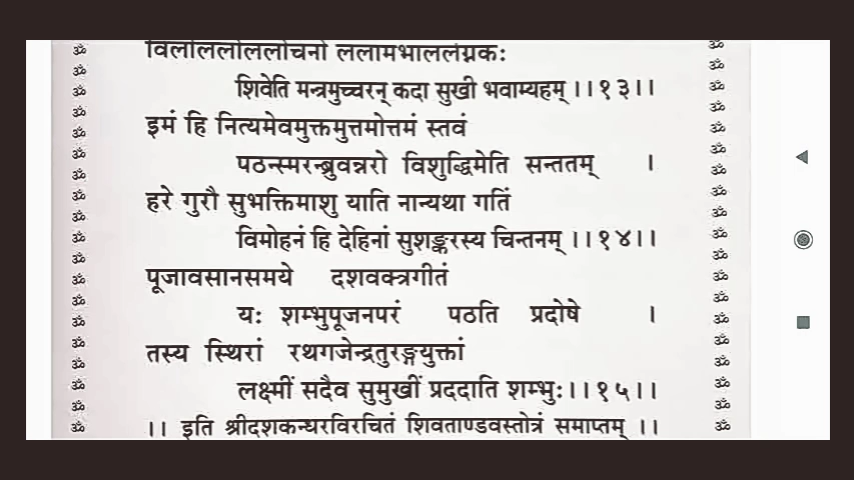 विलोललोललोचनो ललामभाललग्नकः
शिवेति मन्त्रमुच्चरन् कदा सुखी भवाम्यहम् ।।१३।।
इमं हि नित्यमेवमुक्तमुत्तमोत्तमं स्तवं
पठन्स्मरन्ब्रुवन्नरो विशुद्धिमेति सन्ततम् ।
हरे गुरौ सुभक्तिमाशु याति नान्यथा गतिं
विमोहनं हि देहिनां सुशङ्करस्य चिन्तनम् ।।१४।।
पूजावसानसमये दशवक्त्रगीतं
यः शम्भुपूजनपरं पठति प्रदोषे ।
तस्य स्थिरां रथगजेन्द्रतुरङ्गयुक्तां
लक्ष्मीं सदैव सुमुखीं प्रददाति शम्भुः।।१५।।
।। इति श्रीदशकन्धरविरचितं शिवताण्डवस्तोत्रं समाप्तम् ।।